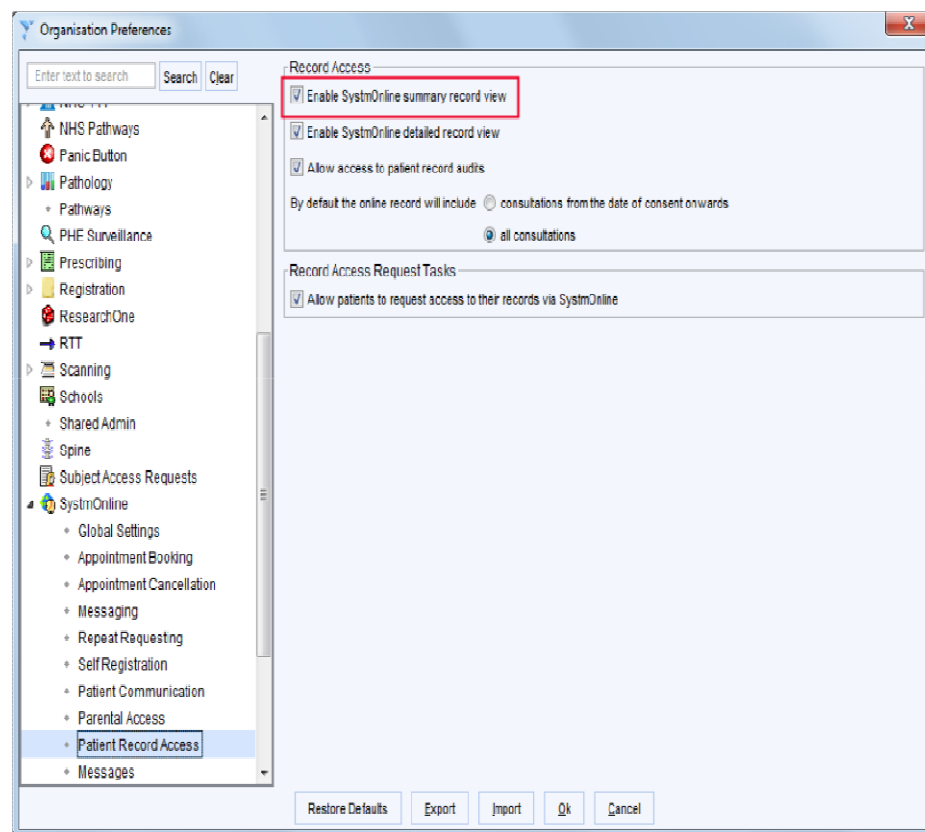 Organisation Preferences
Enter text to search Search Clear
NHS Pathways
Panic Button
Pathology
Pathways
PHE Surveillance
Prescribing
Registration
ResearchOne
RTT
Scanning
Schools
Shared Admin
Spine
Subject Access Requests
SystmOnline
Global Settings
Appointment Booking
Appointment Cancellation
Messaging
Repeat Requesting
Self Registration
Patient Communication
Parental Access
Patient Record Access
Messages
Record Access
Enable SystmOnline summary record view
Enable SystmOnline detailed record view
Allow access to patient record audits
By default the online record will include consultations from the date of consent onwards
all consultations
Record Access Request Tasks
Allow patients to request access to their records via SystmOnline
Restore Defaults Export Import Ok Cancel